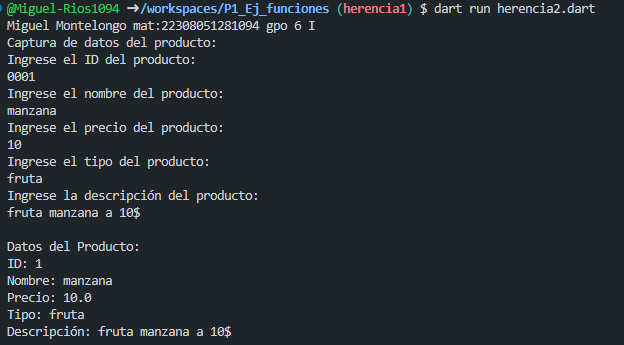 @Miguel-Rios1094 ➜/workspaces/P1_Ej_funciones (herencia1) $ dart run herencia2.dart
Miguel Montelongo mat:22308051281094 gpo 6 I
Captura de datos del producto:
Ingrese el ID del producto:
0001
Ingrese el nombre del producto:
manzana
Ingrese el precio del producto:
10
Ingrese el tipo del producto:
fruta
Ingrese la descripción del producto:
fruta manzana a 10$

Datos del Producto:
ID: 1
Nombre: manzana
Precio: 10.0
Tipo: fruta
Descripción: fruta manzana a 10$